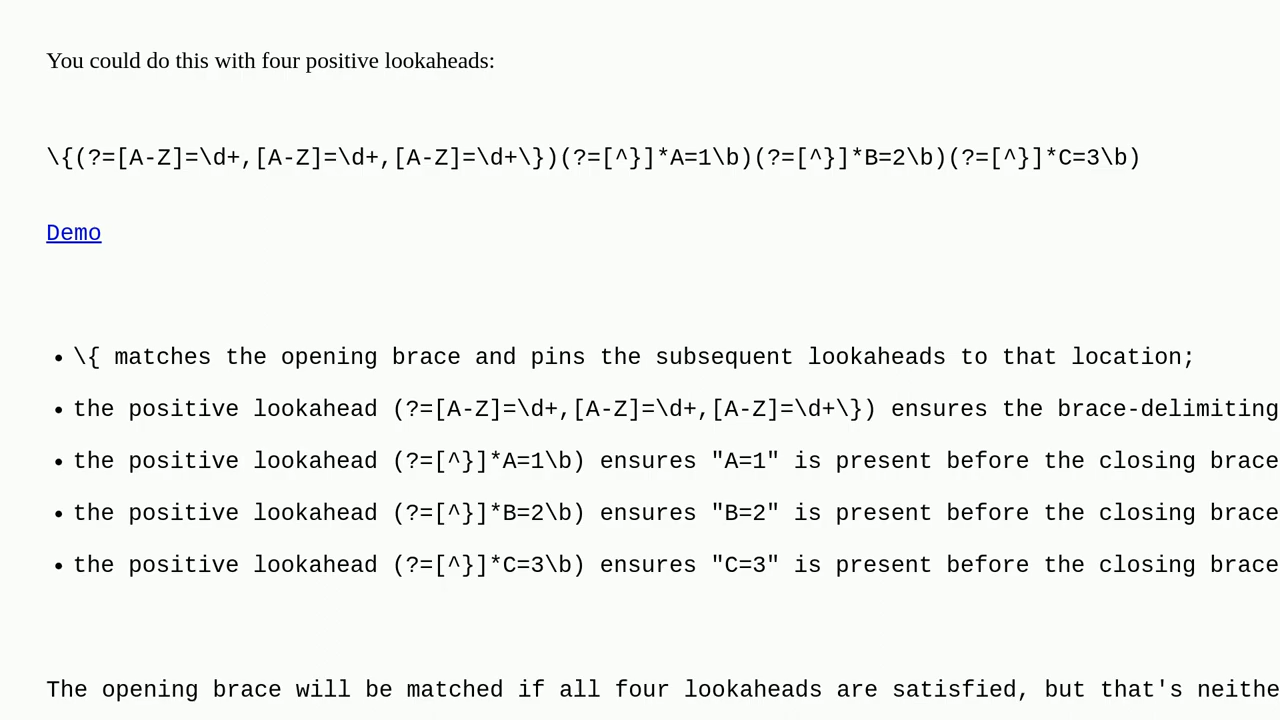 You could do this with four positive lookaheads:
\{(?=[A-Z]=\d+,[A-Z]=\d+,[A-Z]=\d+\})(?=[^}]*A=1\b)(?=[^}]*B=2\b)(?=[^}]*C=3\b)
Demo
• \{ matches the opening brace and pins the subsequent lookaheads to that location;
• the positive lookahead (?=[A-Z]=\d+,[A-Z]=\d+,[A-Z]=\d+\}) ensures the brace-delimiting
• the positive lookahead (?=[^}]*A=1\b) ensures "A=1" is present before the closing brace
• the positive lookahead (?=[^}]*B=2\b) ensures "B=2" is present before the closing brace
• the positive lookahead (?=[^}]*C=3\b) ensures "C=3" is present before the closing brace
The opening brace will be matched if all four lookaheads are satisfied, but that's